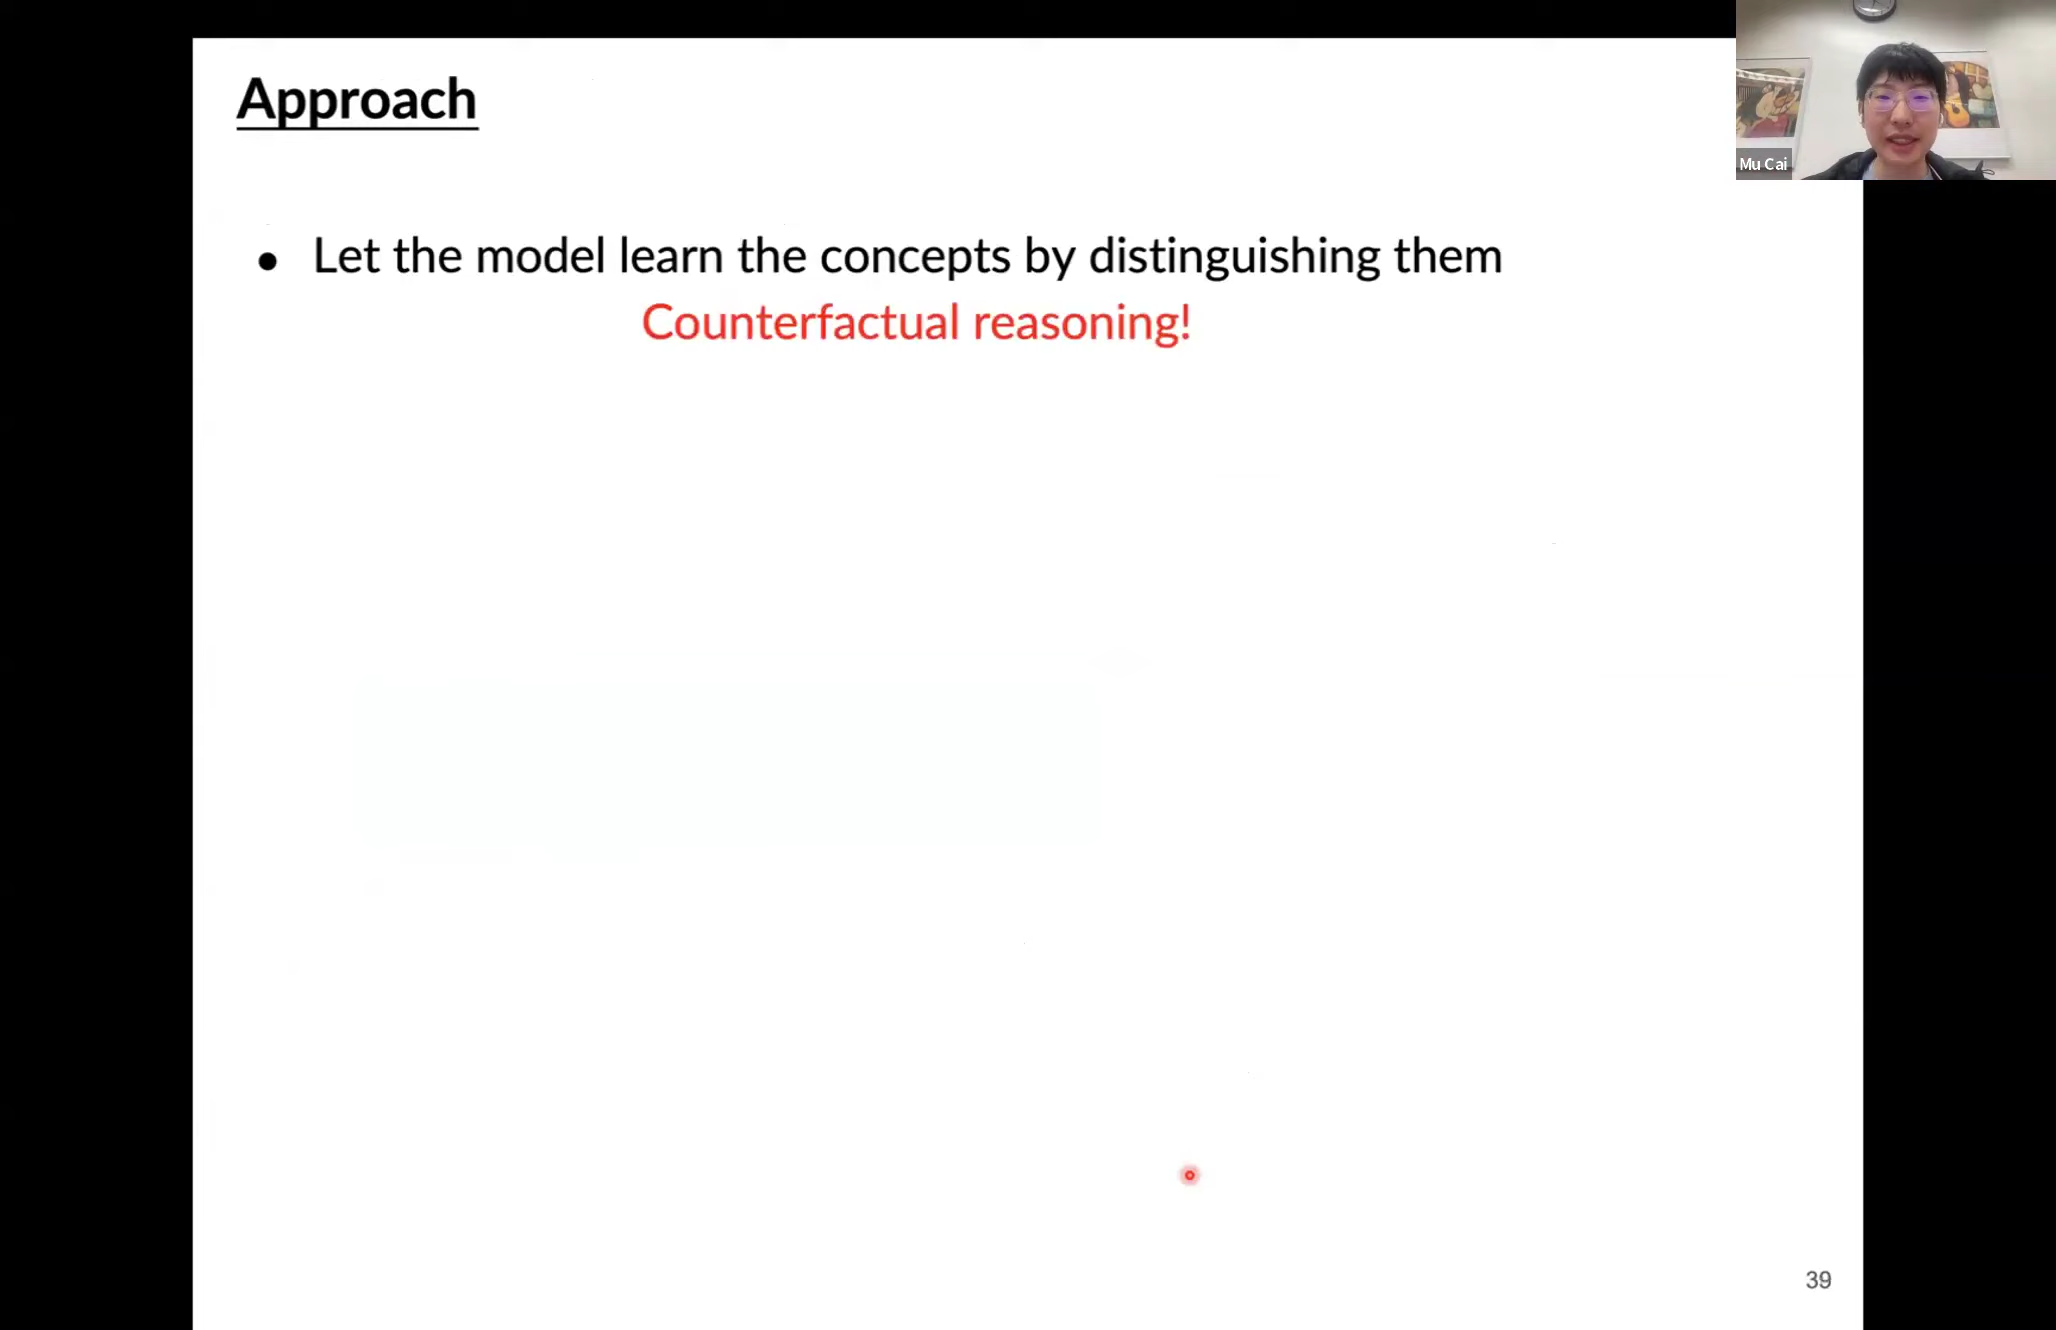 Approach
Mu Cai
● Let the model learn the concepts by distinguishing them
Counterfactual reasoning!
39